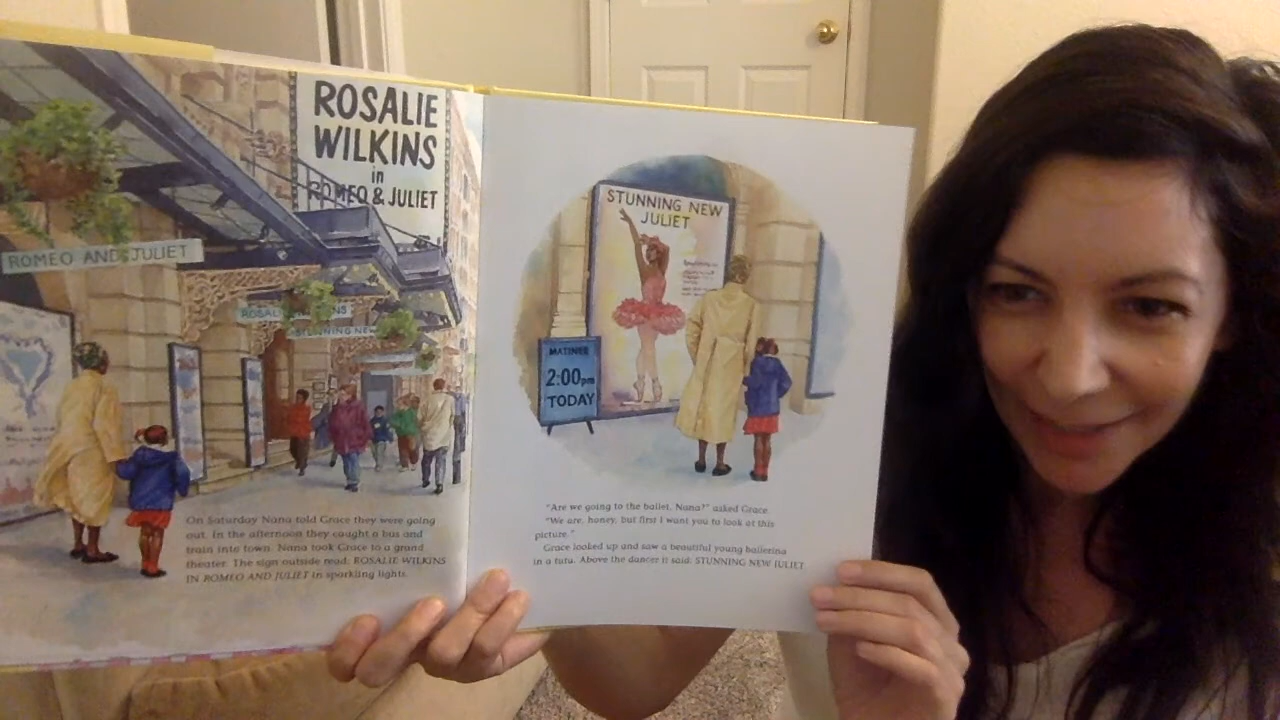 ROSALIE
WILKINS
in
ROMEO & JULIET
ROMEO AND JULIET
STUNNING NEW
On Saturday Nana told Grace they were going
out. In the afternoon they caught a bus and
train into town. Nana took Grace to a grand
theater. The sign outside read: ROSALIE WILKINS
IN ROMEO AND JULIET in sparkling lights.
STUNNING NEW
JULIET
MATINEE
2:00pm
TODAY
"Are we going to the ballet, Nana?" asked Grace.
"We are, honey, but first I want you to look at this
picture."
Grace looked up and saw a beautiful young ballerina
in a tutu. Above the dancer it said: STUNNING NEW JULIET